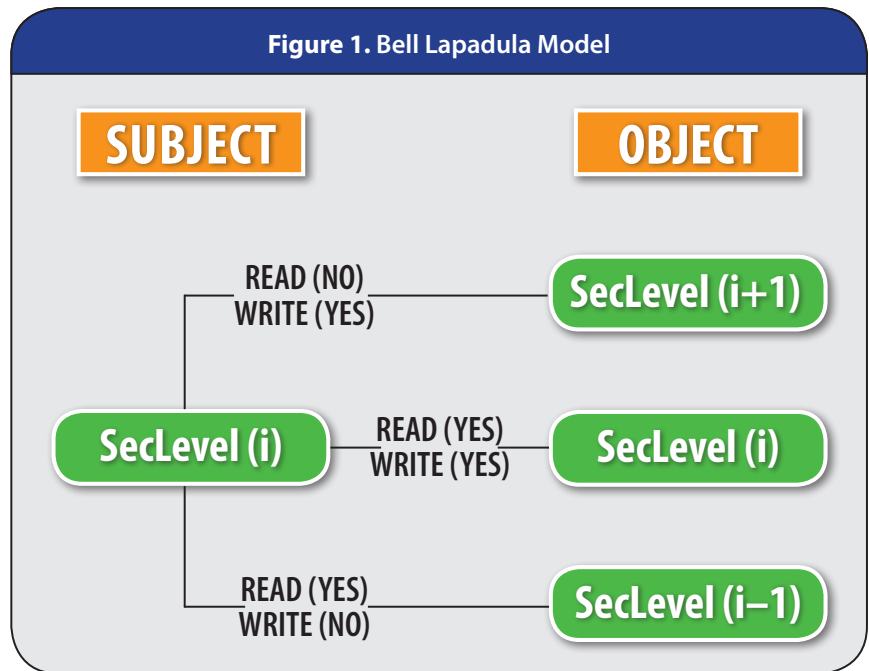 Figure 1. Bell Lapadula Model
SUBJECT
OBJECT
READ (NO)
WRITE (YES)
SecLevel (i+1)
SecLevel (i)
READ (YES)
WRITE (YES)
SecLevel (i)
READ (YES)
WRITE (NO)
SecLevel (i–1)